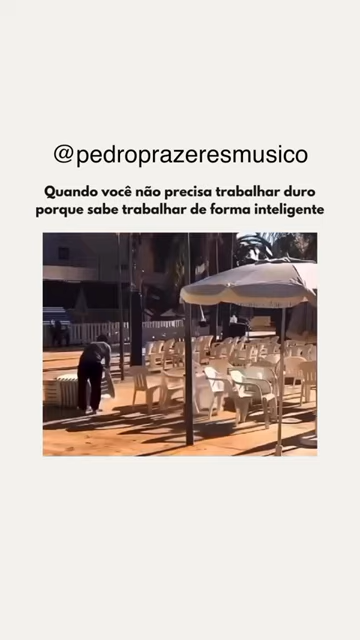 @pedroprazeresmusico
Quando você não precisa trabalhar duro
porque sabe trabalhar de forma inteligente